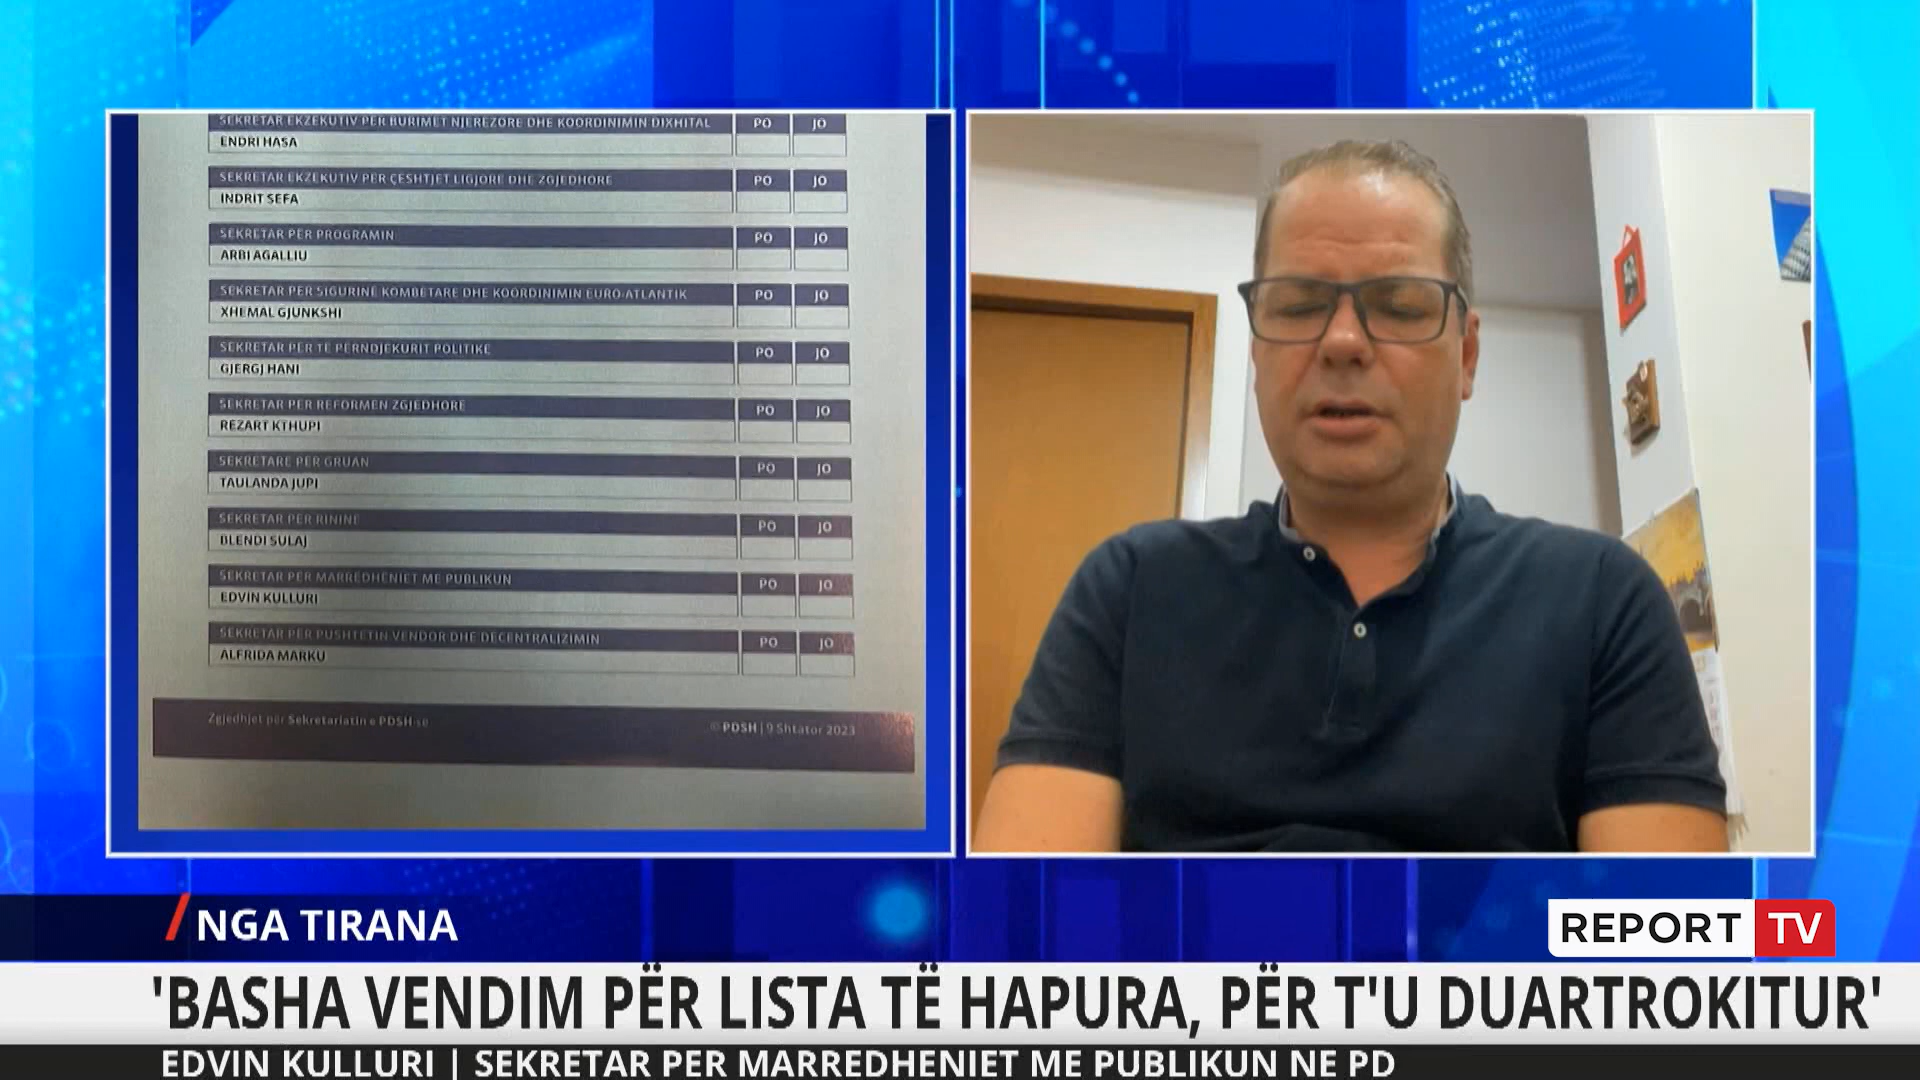 SEKRETAR EKZEKUTIV PER BURIMET NJEREZORE DHE KOORDINIMIN DIXHITAL PO JO
ENDRI HASA
SEKRETAR EKZEKUTIV PER ÇESHTJET LIGJORE DHE ZGJEDHORE PO JO
INDRIT SEFA
SEKRETAR PER PROGRAMIN PO JO
ARBI AGALLIU
SEKRETAR PER SIGURINE KOMBETARE DHE KOORDINIMIN EURO-ATLANTIK PO JO
XHEMAL GJUNKSHI
SEKRETAR PER TE PERNDJEKURIT POLITIKE PO JO
GJERGJ HANI
SEKRETAR PER REFORMEN ZGJEDHORE PO JO
REZART KTHUPI
SEKRETARE PER GRUAN PO JO
TAULANDA JUPI
SEKRETAR PER RININE PO JO
BLENDI SULAJ
SEKRETAR PER MARREDHENIET ME PUBLIKUN PO JO
EDVIN KULLURI
SEKRETAR PER PUSHTETIN VENDOR DHE DECENTRALIZIMIN PO JO
ALFRIDA MARKU
Zgjedhjet për Sekretariatin e PDSH-së
© PDSH | 9 Shtator 2023
NGA TIRANA
REPORT TV
'BASHA VENDIM PËR LISTA TË HAPURA, PËR T'U DUARTROKITUR'
EDVIN KULLURI | SEKRETAR PER MARREDHENIET ME PUBLIKUN NE PD